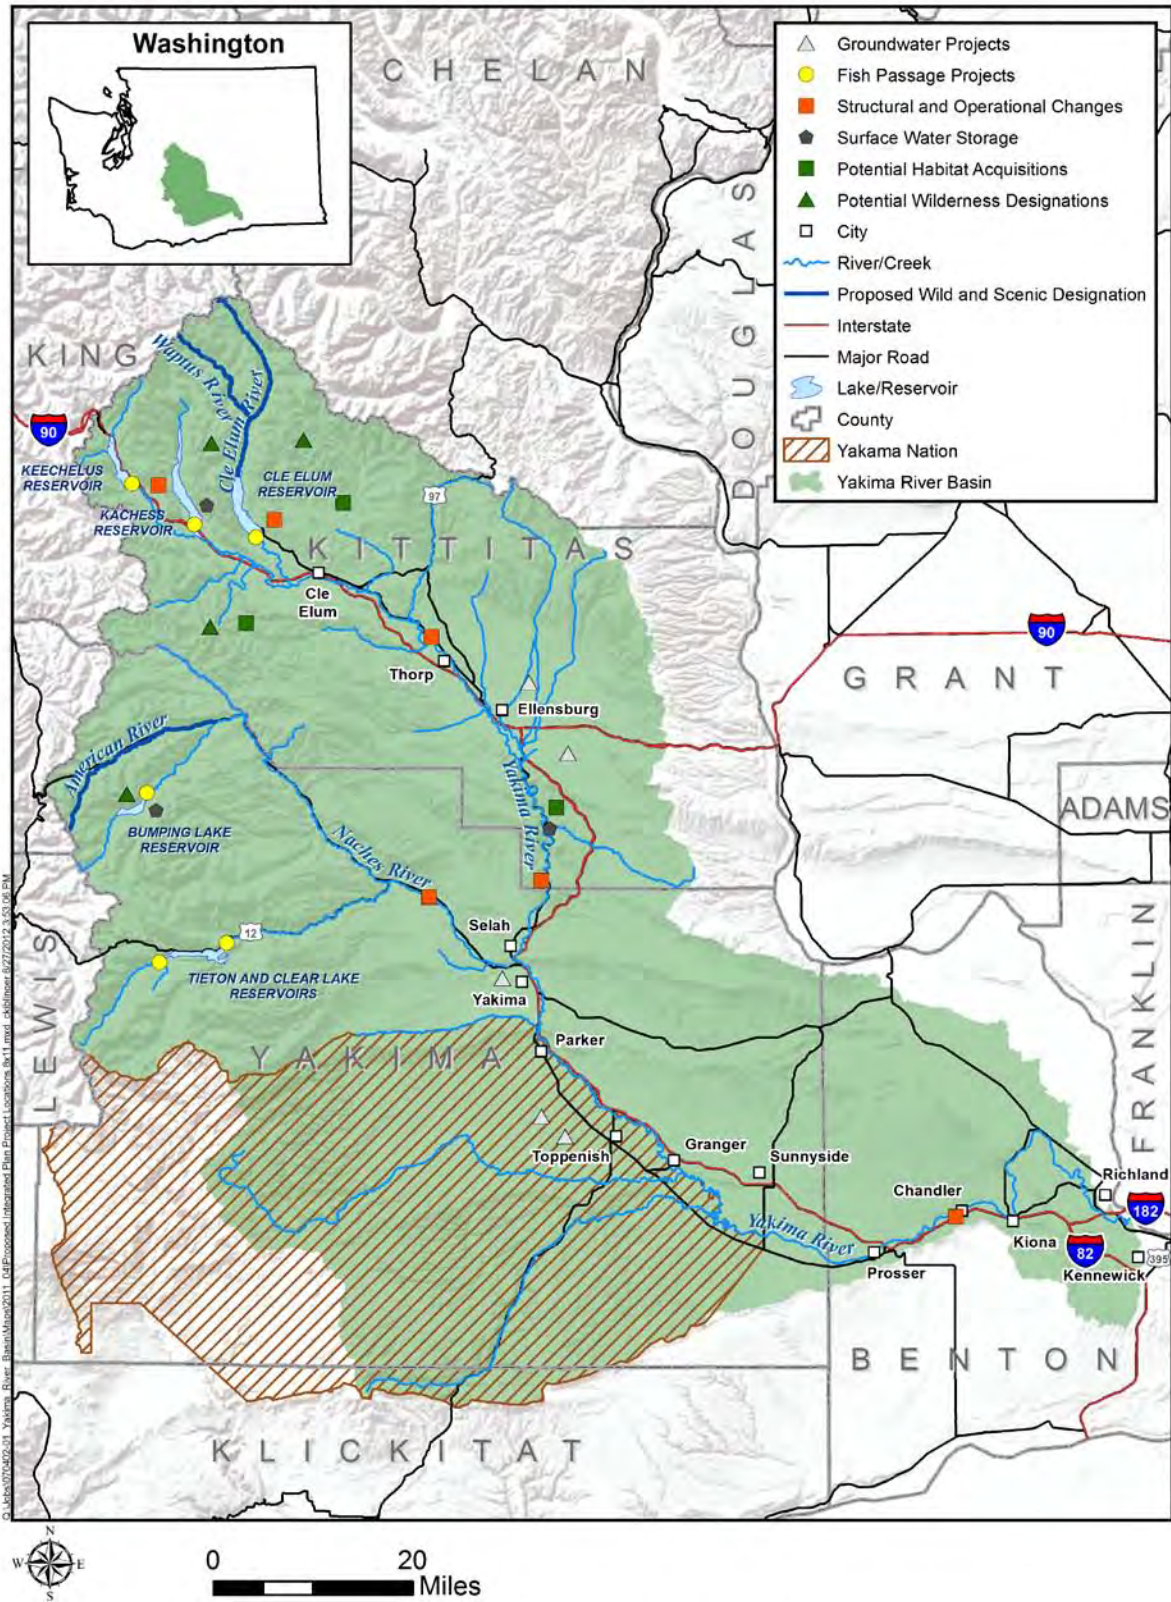 Washington
Groundwater Projects
Fish Passage Projects
Structural and Operational Changes
Surface Water Storage
Potential Habitat Acquisitions
Potential Wilderness Designations
City
River/Creek
Proposed Wild and Scenic Designation
Interstate
Major Road
Lake/Reservoir
County
Yakama Nation
Yakima River Basin
CHELAN
DOUGLAS
KING
Waptus River
Cle Elum River
90
KEECHELUS
RESERVOIR
CLE ELUM
RESERVOIR
97
KACHESS
RESERVOIR
KITTITAS
Cle
Elum
90
Thorp
GRANT
Ellensburg
American River
Yakima River
ADAMS
BUMPING LAKE
RESERVOIR
Naches River
Selah
12
LEWIS
TIETON AND CLEAR LAKE
RESERVOIRS
Yakima
FRANKLIN
Parker
YAKIMA
Toppenish
Granger
Sunnyside
Richland
Chandler
182
Yakima River
Kiona
82
395
Prosser
Kennewick
BENTON
KLICKITAT
N
W
E
S
0
20
Miles